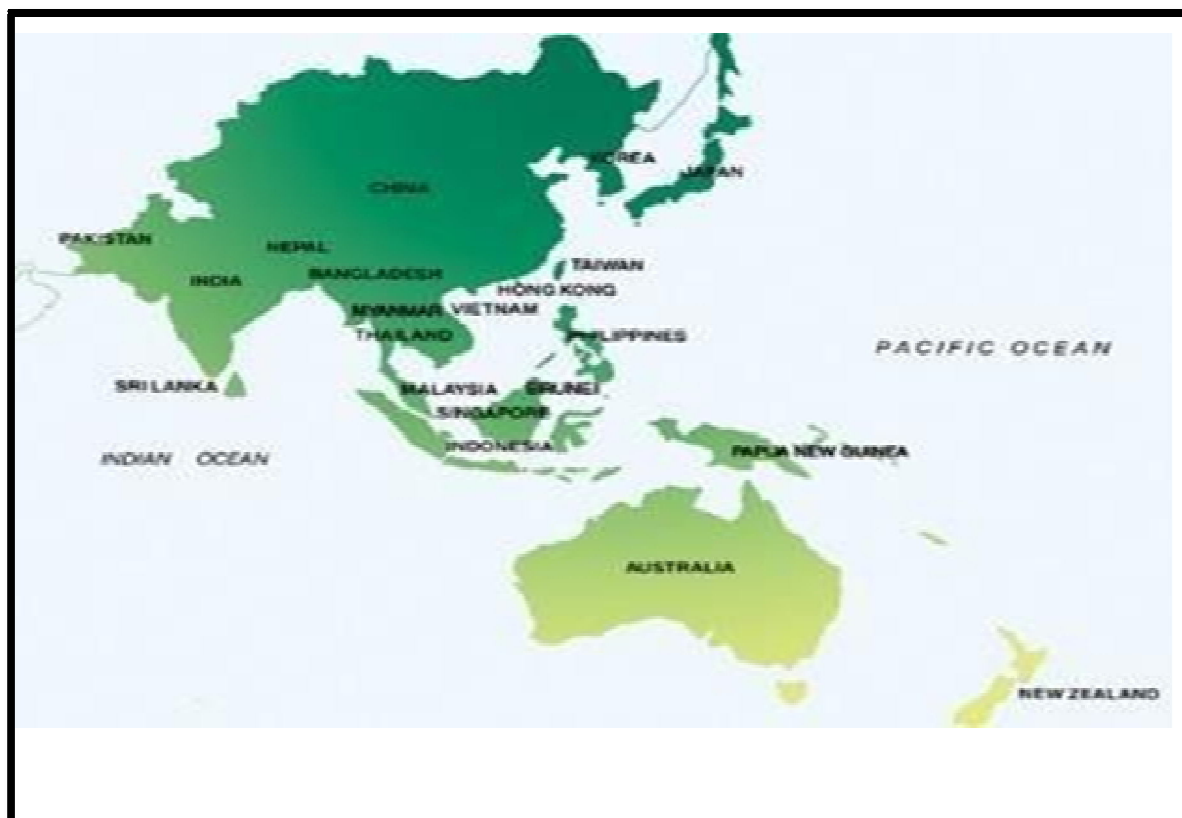 KOREA
JAPAN
CHINA
PAKISTAN
NEPAL
TAIWAN
BANGLADESH
INDIA
HONG KONG
MYANMAR
VIETNAM
THAILAND
PHILIPPINES
PACIFIC OCEAN
SRI LANKA
MALAYSIA
BRUNEI
SINGAPORE
INDONESIA
PAPUA NEW GUINEA
INDIAN OCEAN
AUSTRALIA
NEW ZEALAND